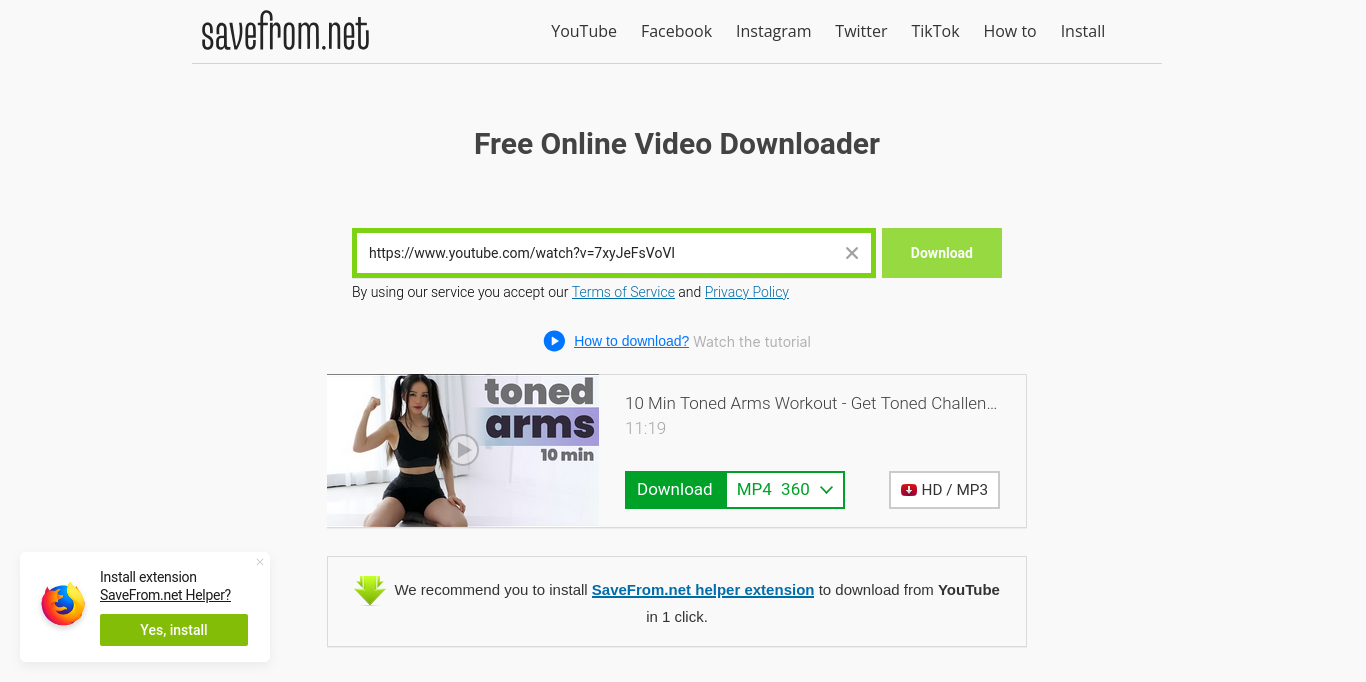 savefrom.net
YouTube Facebook Instagram Twitter TikTok How to Install
Free Online Video Downloader
https://www.youtube.com/watch?v=7xyJeFsVoVI
Download
By using our service you accept our Terms of Service and Privacy Policy
How to download? Watch the tutorial
toned
arms
10 min
10 Min Toned Arms Workout - Get Toned Challen...
11:19
Download MP4 360
HD / MP3
We recommend you to install SaveFrom.net helper extension to download from YouTube
in 1 click.
Install extension
SaveFrom.net Helper?
Yes, install